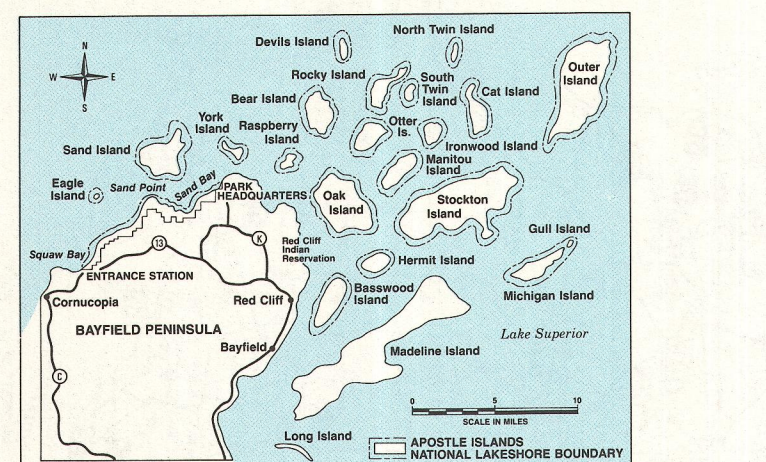 North Twin Island
Devils Island
N
W
E
S
Rocky Island
South
Twin
Island
Outer
Island
Cat Island
Bear Island
York
Island
Raspberry
Island
Otter
Is.
Ironwood Island
Sand Island
Manitou
Island
Eagle
Island
Sand Point
Sand Bay
PARK
HEADQUARTERS
Oak
Island
Stockton
Island
Gull Island
Squaw Bay
13
K
Red Cliff
Indian
Reservation
Hermit Island
ENTRANCE STATION
Basswood
Island
Michigan Island
Cornucopia
Red Cliff
BAYFIELD PENINSULA
Lake Superior
Bayfield
Madeline Island
C
0 5 10
SCALE IN MILES
Long Island
APOSTLE ISLANDS
NATIONAL LAKESHORE BOUNDARY